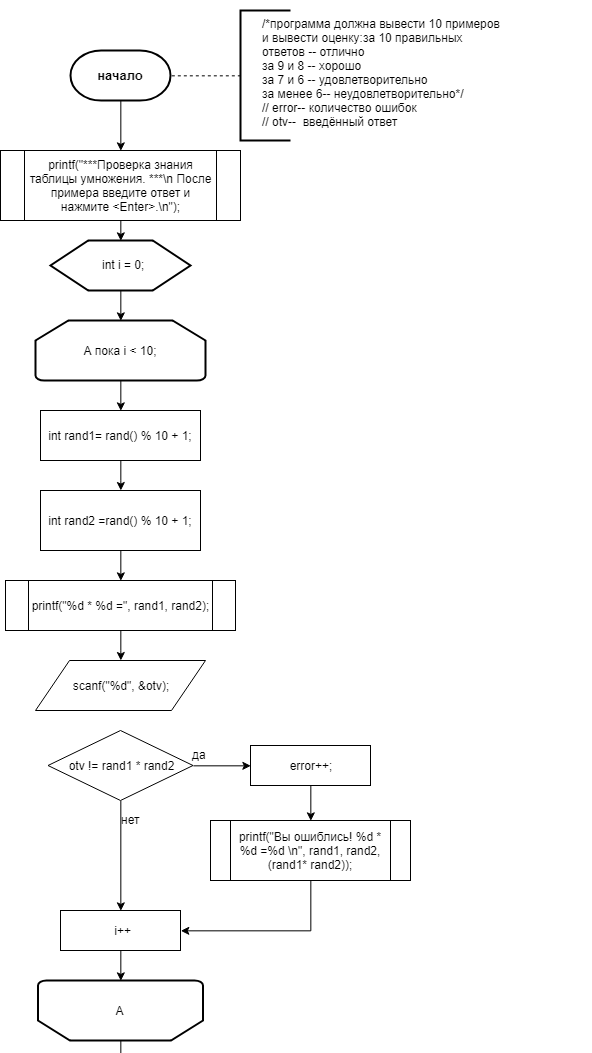 /*программа должна вывести 10 примеров
и вывести оценку:за 10 правильных
ответов -- отлично
за 9 и 8 -- хорошо
за 7 и 6 -- удовлетворительно
за менее 6-- неудовлетворительно*/
// error-- количество ошибок
// otv--  введённый ответ
начало
printf("***Проверка знания
таблицы умножения. ***\n После
примера введите ответ и
нажмите <Enter>.\n");
int i = 0;
А пока i < 10;
int rand1= rand() % 10 + 1;
int rand2 =rand() % 10 + 1;
printf("%d * %d =", rand1, rand2);
scanf("%d", &otv);
otv != rand1 * rand2
да
error++;
нет
printf("Вы ошиблись! %d *
%d =%d \n", rand1, rand2,
(rand1* rand2));
i++
А